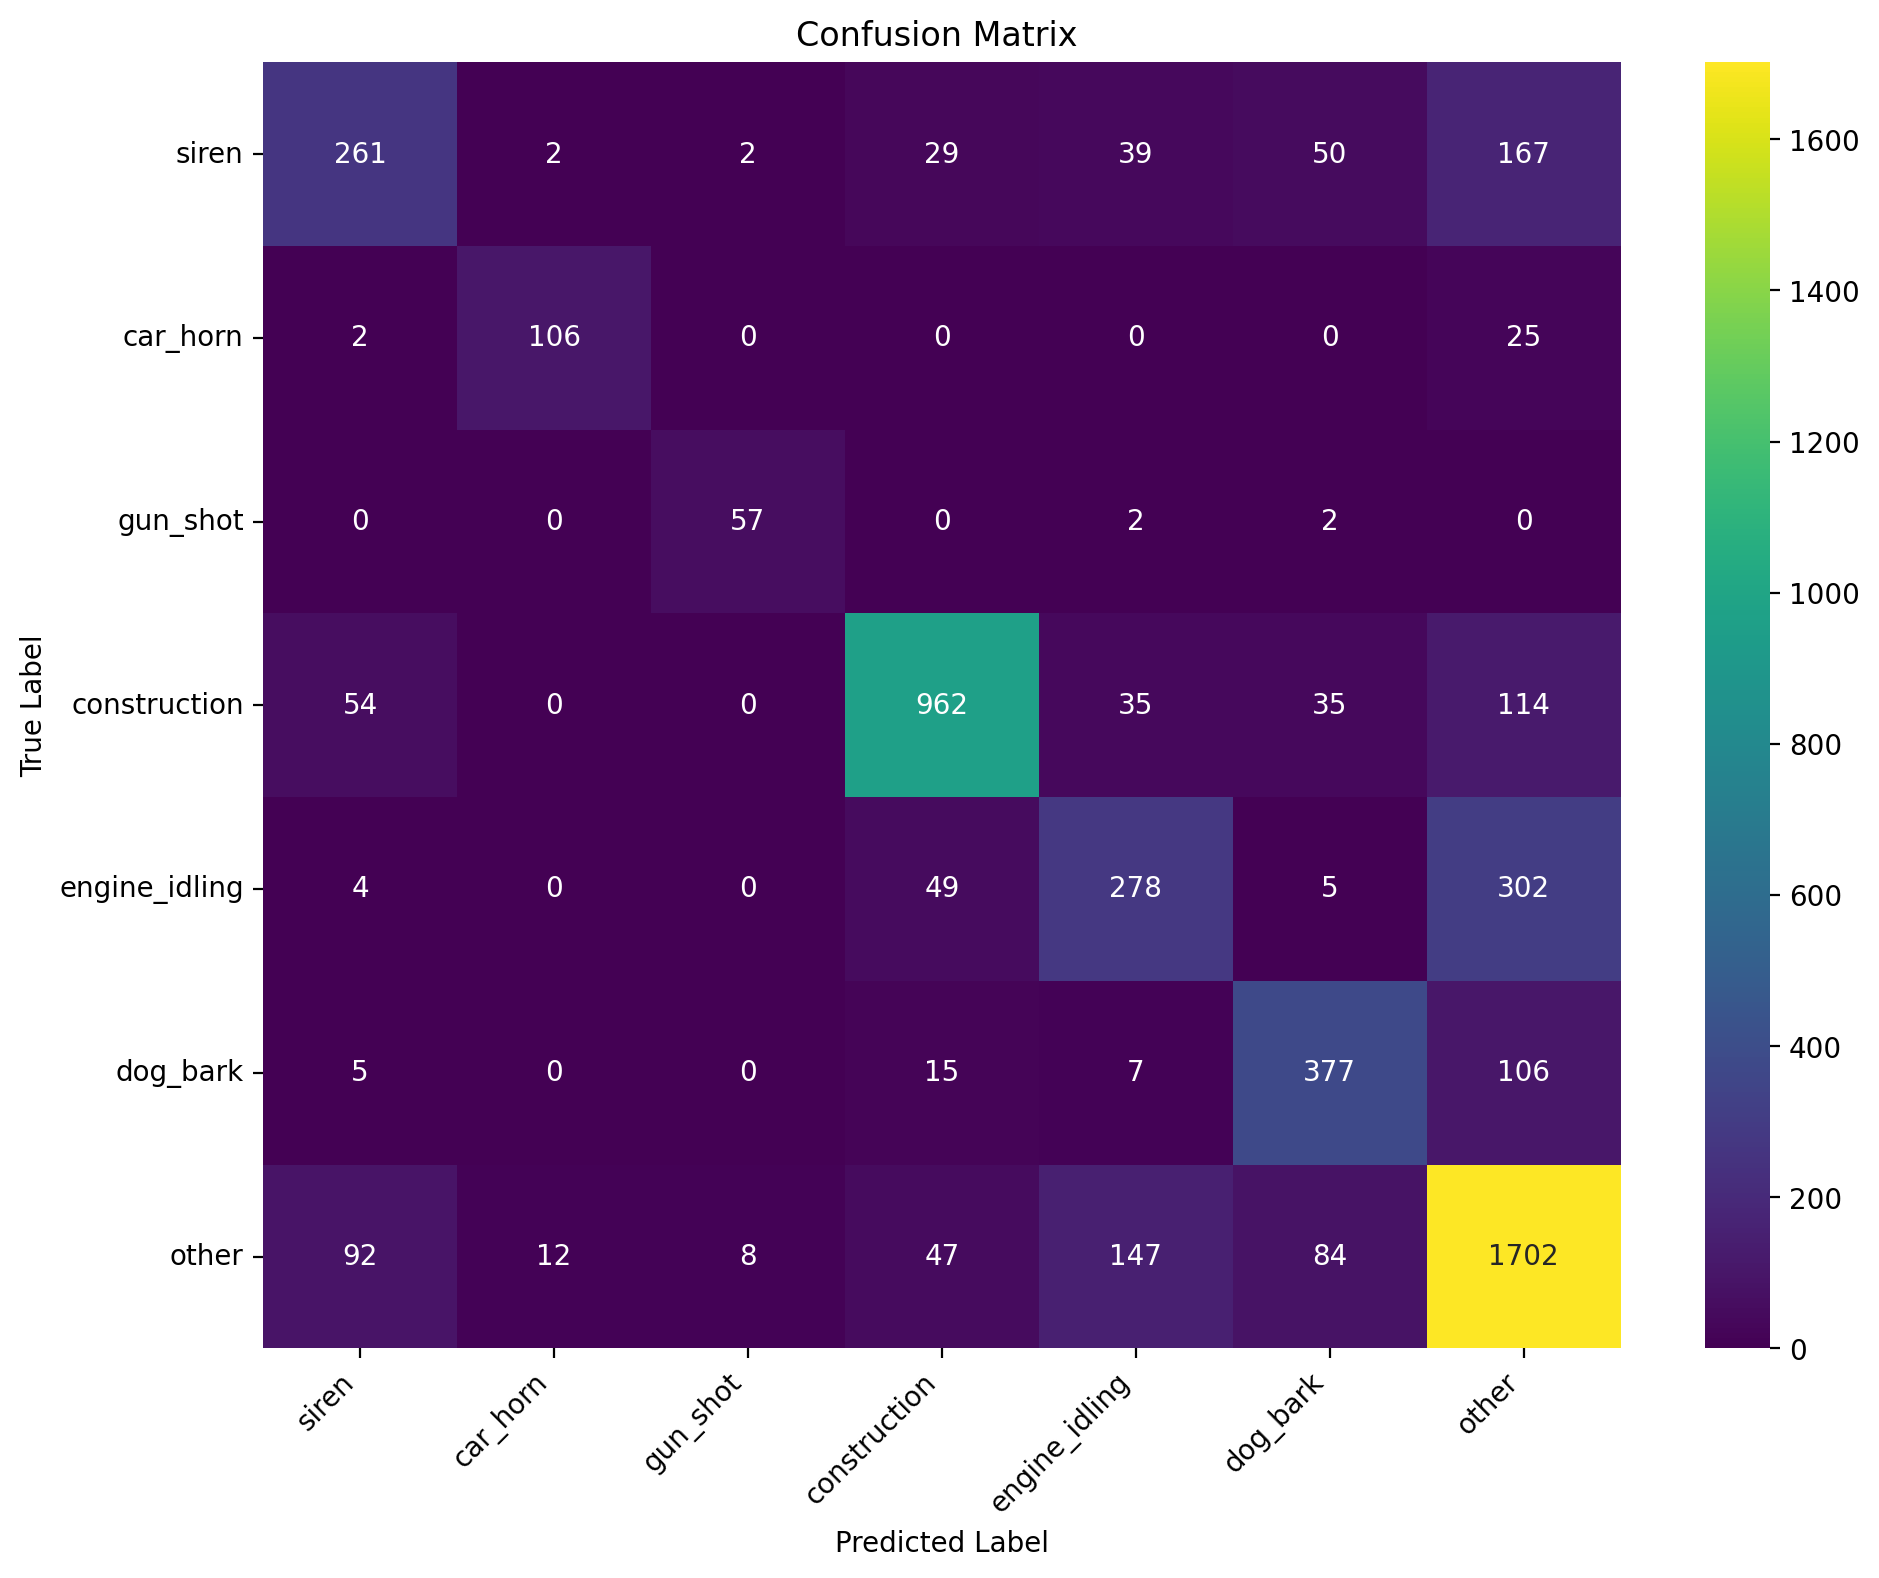 Confusion Matrix
siren 261 2 2 29 39 50 167
car_horn 2 106 0 0 0 0 25
gun_shot 0 0 57 0 2 2 0
construction 54 0 0 962 35 35 114
engine_idling 4 0 0 49 278 5 302
dog_bark 5 0 0 15 7 377 106
other 92 12 8 47 147 84 1702
siren car_horn gun_shot construction engine_idling dog_bark other
Predicted Label
True Label
1600
1400
1200
1000
800
600
400
200
0